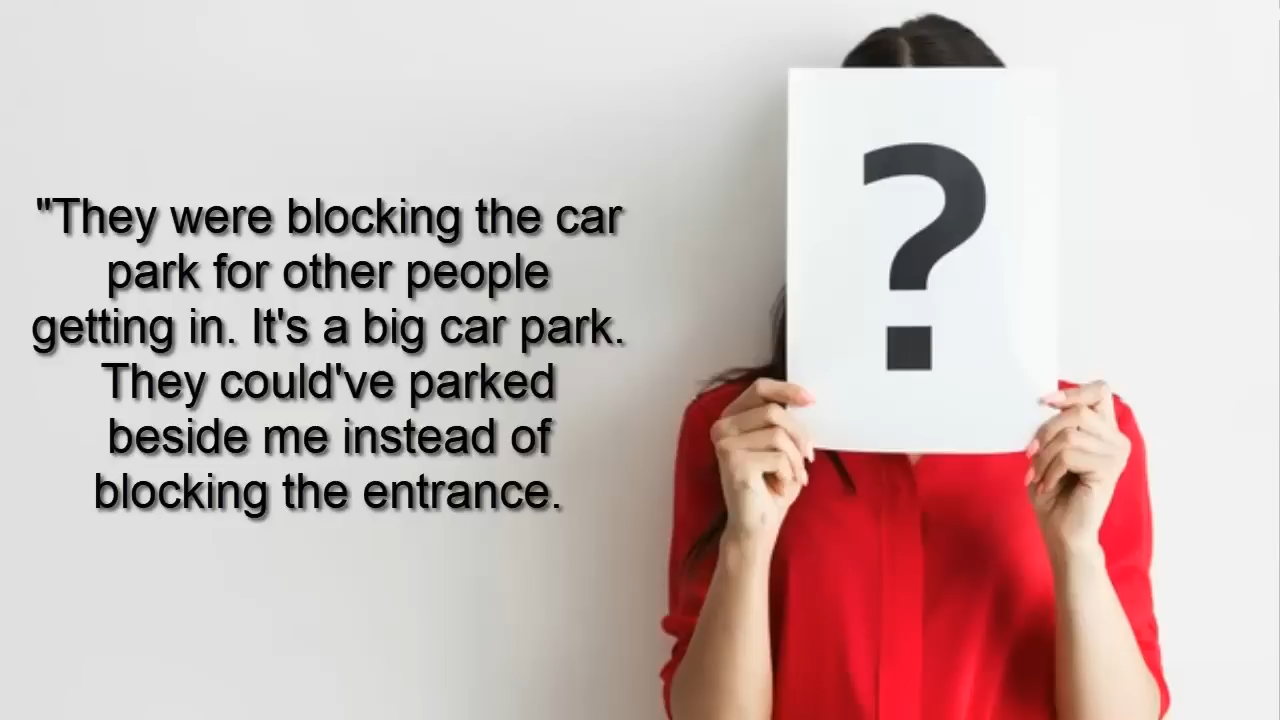 "They were blocking the car
park for other people
getting in. It's a big car park.
They could've parked
beside me instead of
blocking the entrance.
?